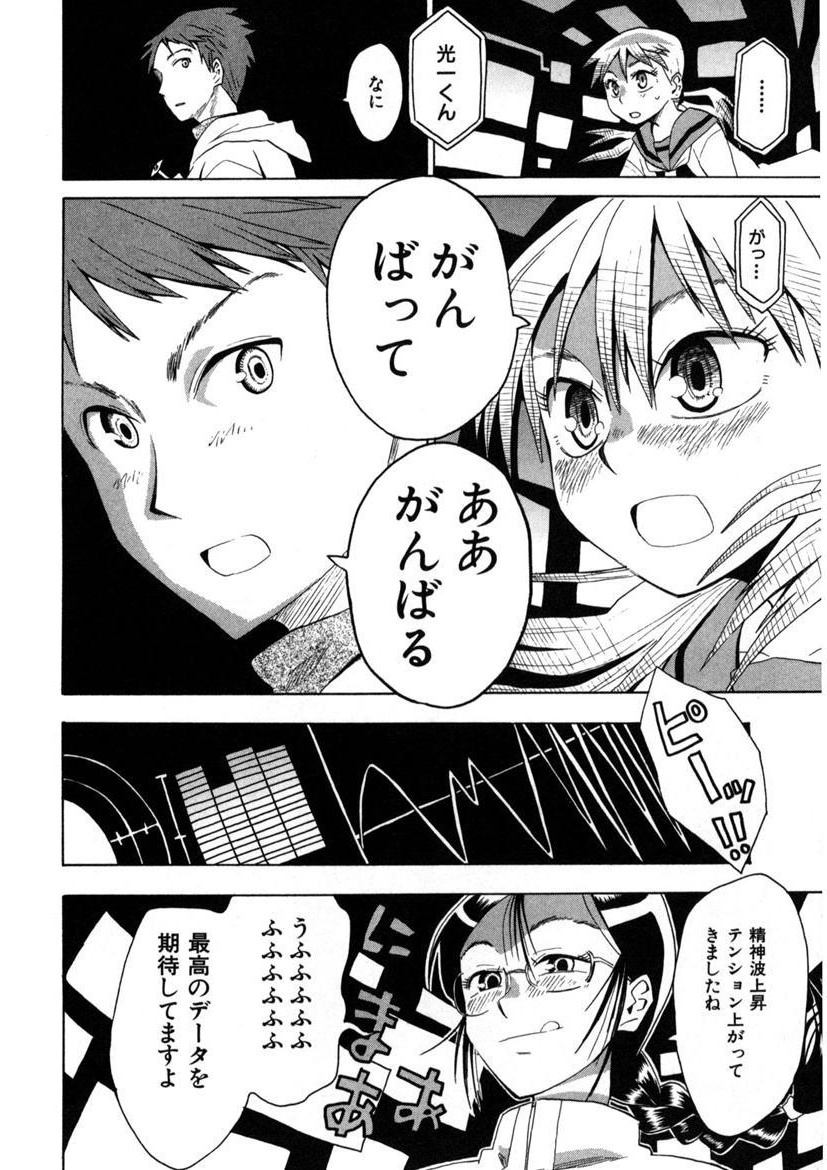 ……
光一くん
なに
がっ…
がん
ばって
ああ
がんばる
ピーッ!!
精神波上昇
テンション上がって
きましたね
にまぁあぁ
うふふふふふ
ふふふふふふ
最高のデータを
期待してますよ